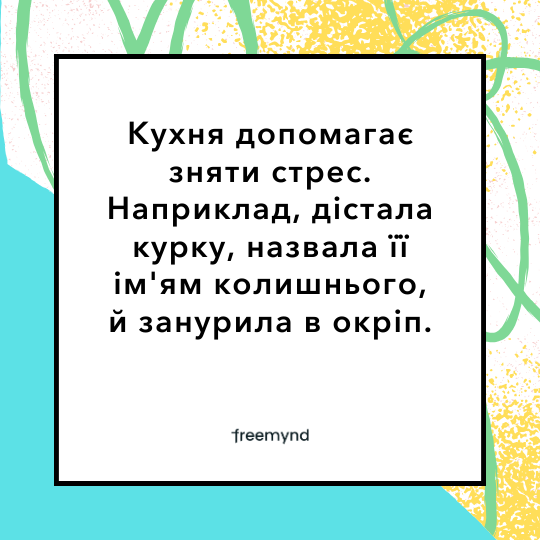 Кухня допомагає
зняти стрес.
Наприклад, дістала
курку, назвала її
ім'ям колишнього,
й занурила в окріп.
freemynd